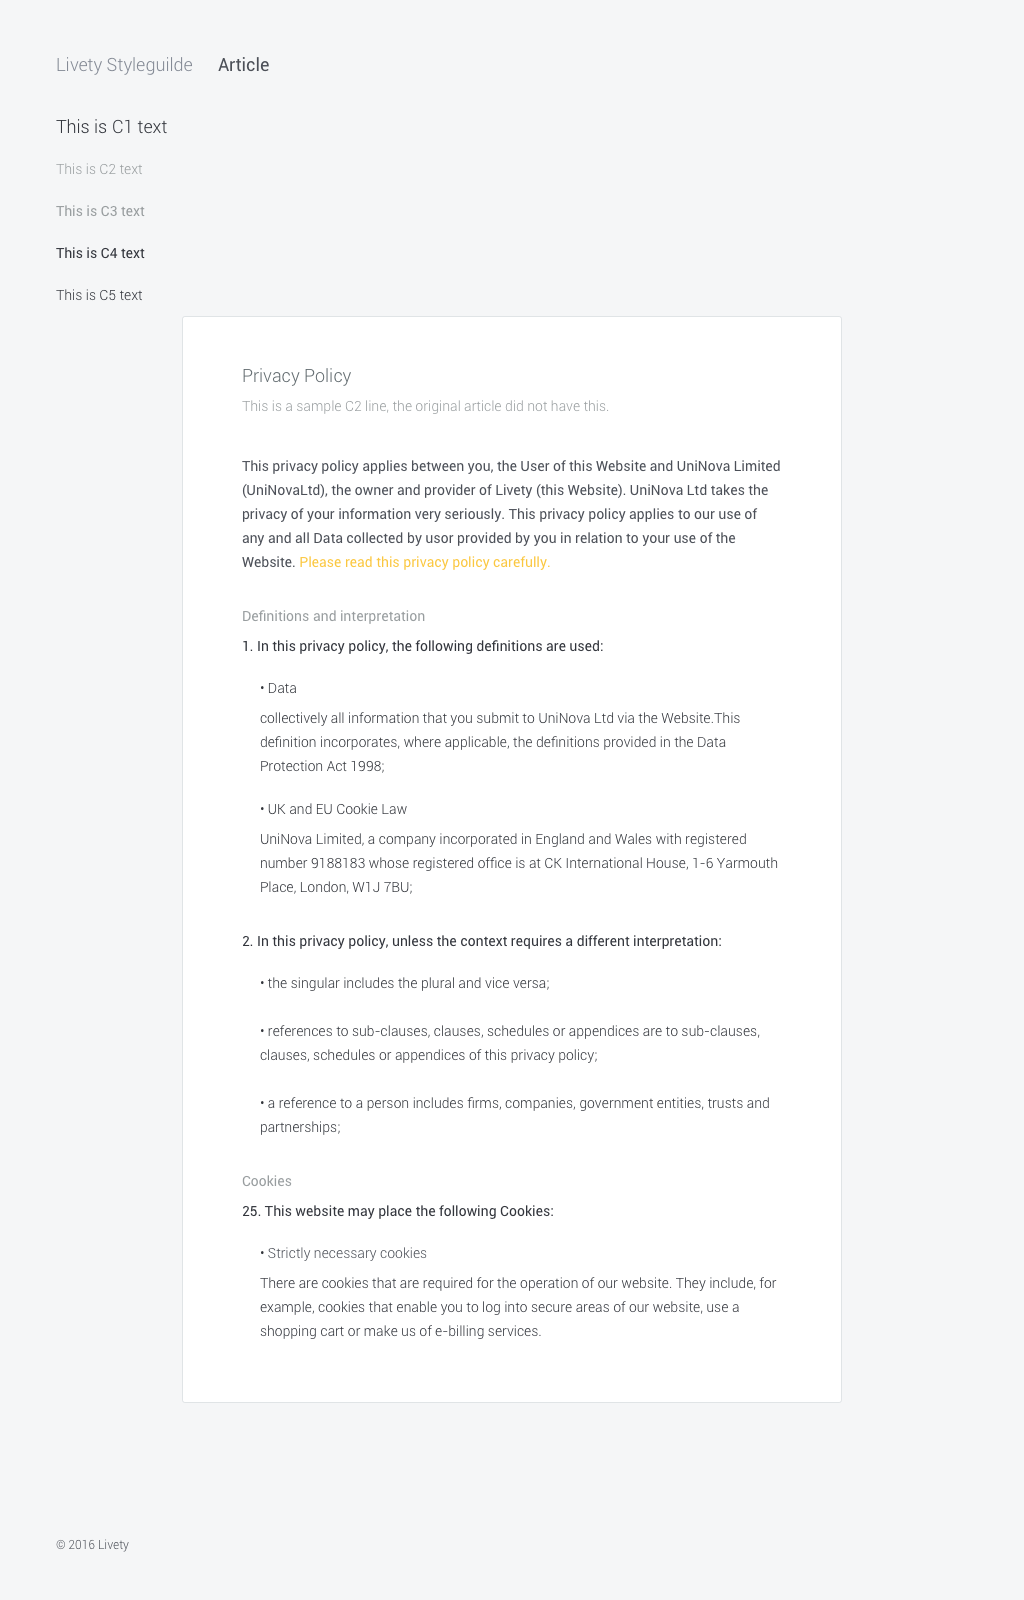 Livety Styleguilde Article
This is C1 text
This is C2 text
This is C3 text
This is C4 text
This is C5 text
Privacy Policy
This is a sample C2 line, the original article did not have this.
This privacy policy applies between you, the User of this Website and UniNova Limited
(UniNovaLtd), the owner and provider of Livety (this Website). UniNova Ltd takes the
privacy of your information very seriously. This privacy policy applies to our use of
any and all Data collected by usor provided by you in relation to your use of the
Website. Please read this privacy policy carefully.
Definitions and interpretation
1. In this privacy policy, the following definitions are used:
• Data
collectively all information that you submit to UniNova Ltd via the Website.This
definition incorporates, where applicable, the definitions provided in the Data
Protection Act 1998;
• UK and EU Cookie Law
UniNova Limited, a company incorporated in England and Wales with registered
number 9188183 whose registered office is at CK International House, 1-6 Yarmouth
Place, London, W1J 7BU;
2. In this privacy policy, unless the context requires a different interpretation:
• the singular includes the plural and vice versa;
• references to sub-clauses, clauses, schedules or appendices are to sub-clauses,
clauses, schedules or appendices of this privacy policy;
• a reference to a person includes firms, companies, government entities, trusts and
partnerships;
Cookies
25. This website may place the following Cookies:
• Strictly necessary cookies
There are cookies that are required for the operation of our website. They include, for
example, cookies that enable you to log into secure areas of our website, use a
shopping cart or make us of e-billing services.
© 2016 Livety